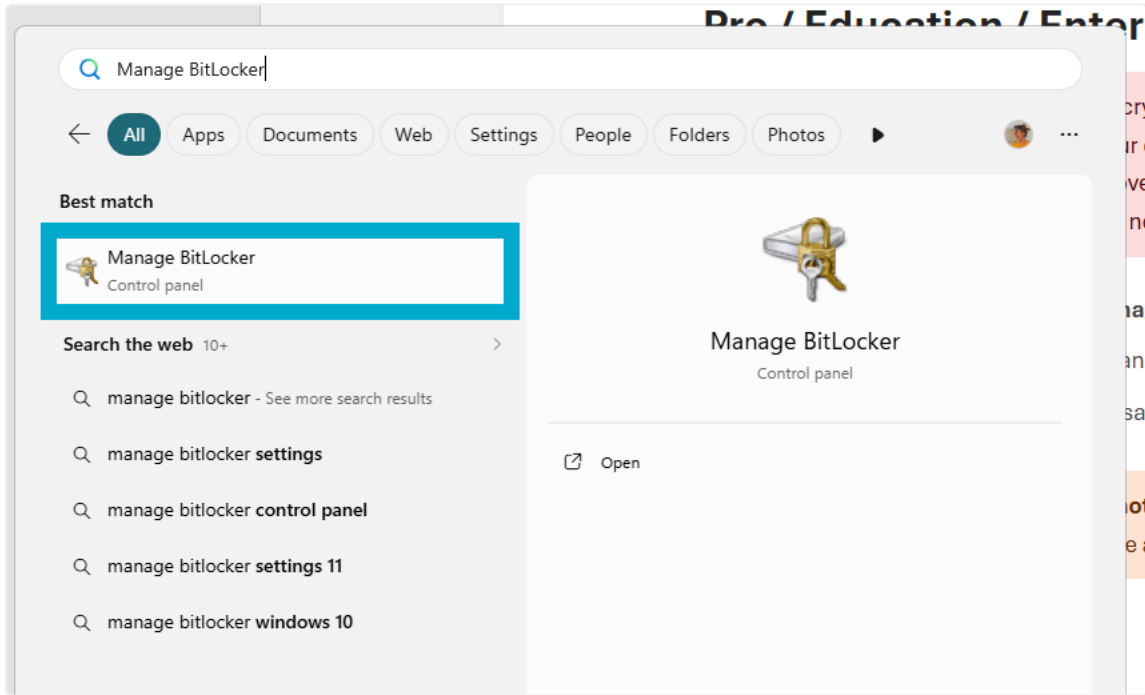 Pro / Education / Enter
Manage BitLocker
All Apps Documents Web Settings People Folders Photos
Best match
Manage BitLocker
Control panel
Search the web 10+
manage bitlocker - See more search results
manage bitlocker settings
manage bitlocker control panel
manage bitlocker settings 11
manage bitlocker windows 10
Manage BitLocker
Control panel
Open